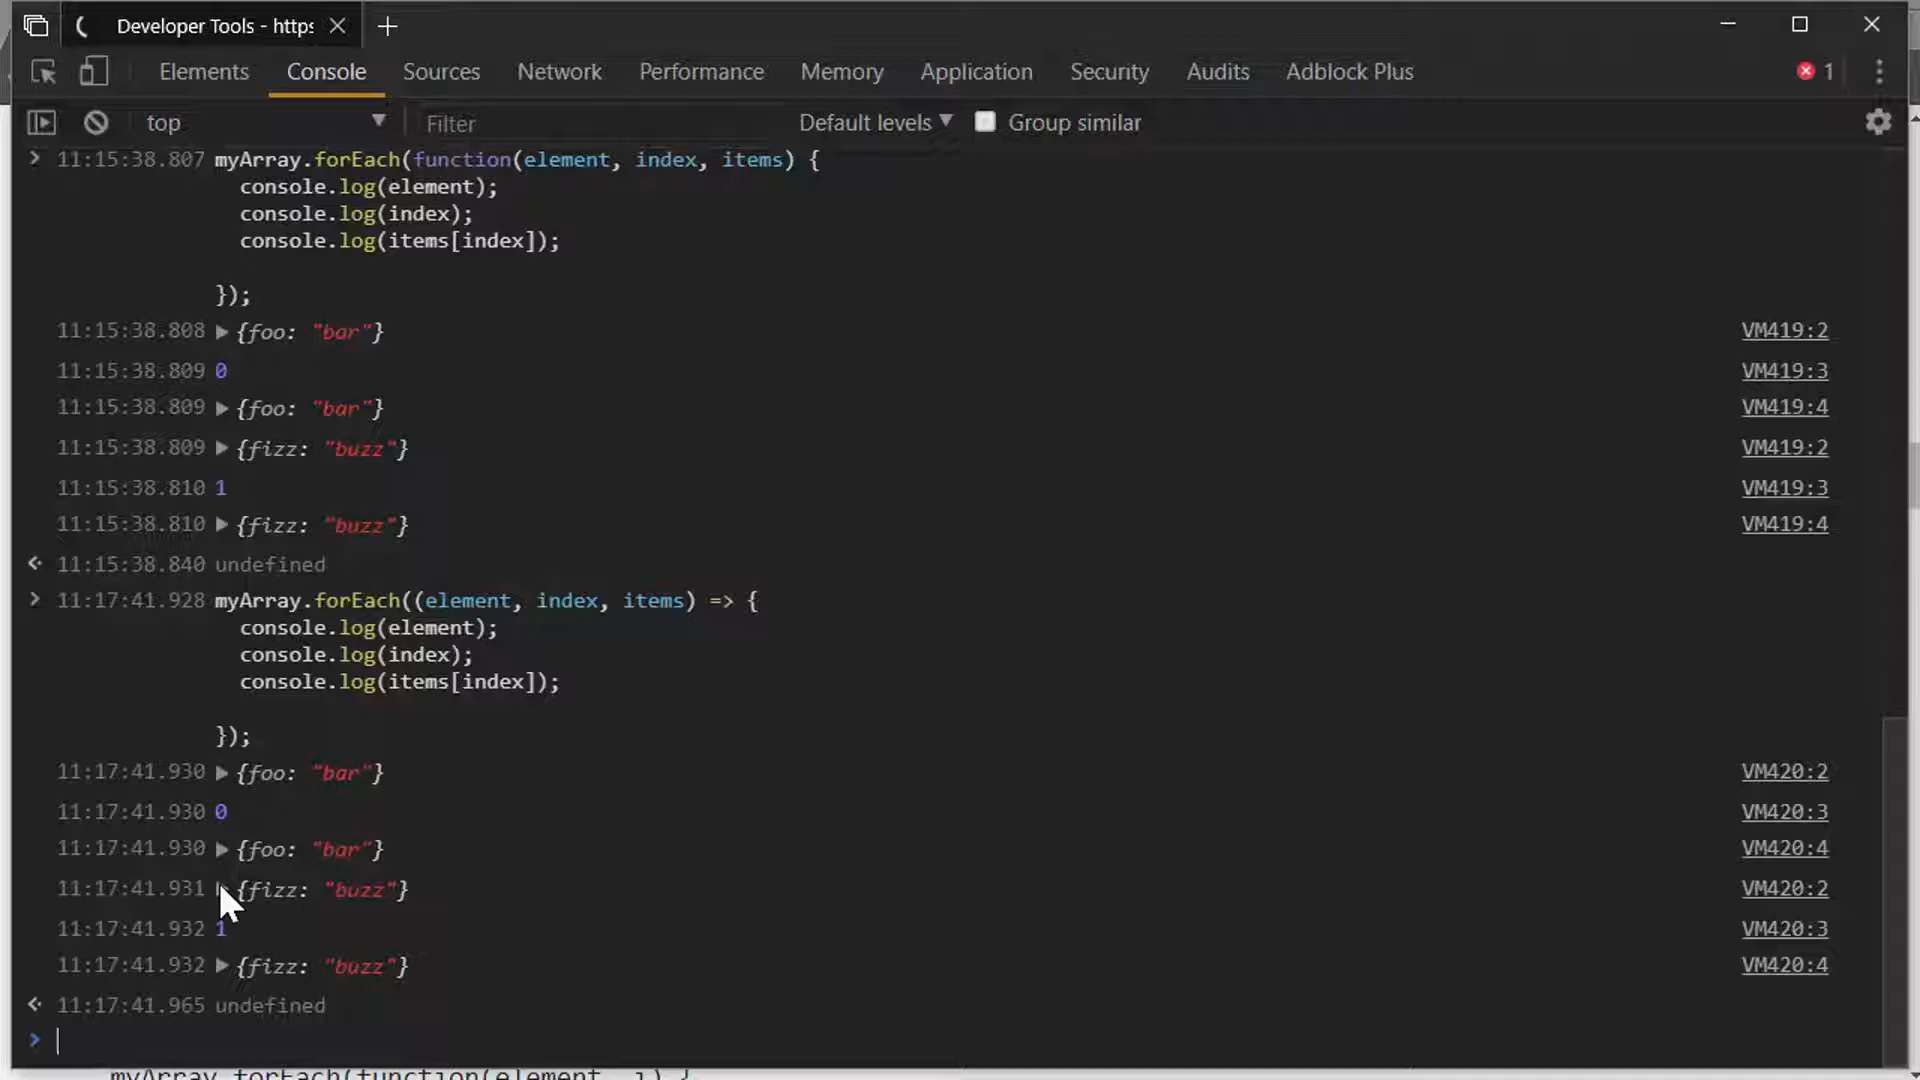 Developer Tools - https
Elements Console Sources Network Performance Memory Application Security Audits Adblock Plus 1
top Filter Default levels Group similar
11:15:38.807 myArray.forEach(function(element, index, items) {
console.log(element);
console.log(index);
console.log(items[index]);
});
11:15:38.808 {foo: "bar"} VM419:2
11:15:38.809 0 VM419:3
11:15:38.809 {foo: "bar"} VM419:4
11:15:38.809 {fizz: "buzz"} VM419:2
11:15:38.810 1 VM419:3
11:15:38.810 {fizz: "buzz"} VM419:4
11:15:38.840 undefined
11:17:41.928 myArray.forEach((element, index, items) => {
console.log(element);
console.log(index);
console.log(items[index]);
});
11:17:41.930 {foo: "bar"} VM420:2
11:17:41.930 0 VM420:3
11:17:41.930 {foo: "bar"} VM420:4
11:17:41.931 {fizz: "buzz"} VM420:2
11:17:41.932 1 VM420:3
11:17:41.932 {fizz: "buzz"} VM420:4
11:17:41.965 undefined
myArray.forEach(function(element, i) {